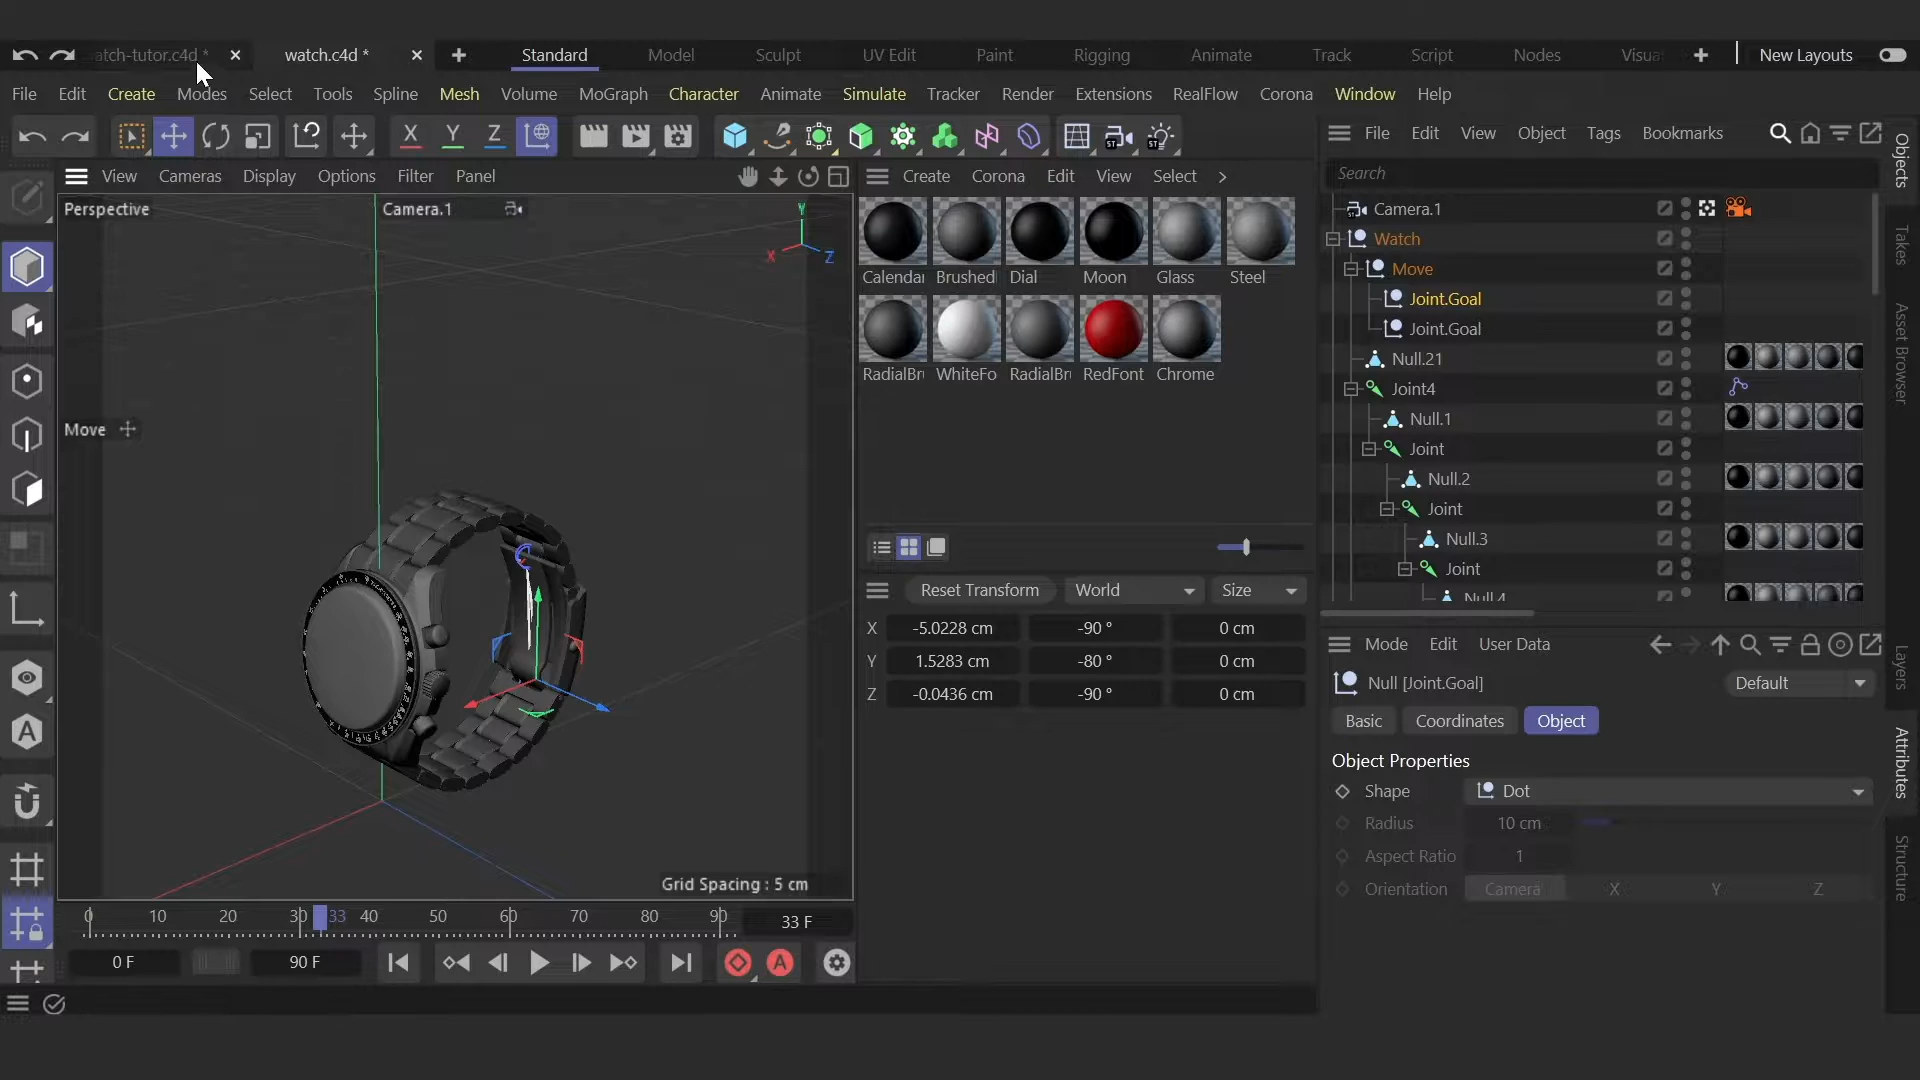 atch-tutor.c4d *
watch.c4d *
Standard
Model
Sculpt
UV Edit
Paint
Rigging
Animate
Track
Script
Nodes
New Layouts
File Edit Create Modes Select Tools Spline Mesh Volume MoGraph Character Animate Simulate Tracker Render Extensions RealFlow Corona Window Help
X Y Z
View Cameras Display Options Filter Panel
Perspective
Camera.1
Y
X
Z
Move
Grid Spacing : 5 cm
0 10 20 30 33 40 50 60 70 80 90
33 F
0 F
90 F
A
Create Corona Edit View Select
Calendar Brushed Dial Moon Glass Steel
RadialBru WhiteFo RadialBru RedFont Chrome
Reset Transform
World
Size
X -5.0228 cm -90 ° 0 cm
Y 1.5283 cm -80 ° 0 cm
Z -0.0436 cm -90 ° 0 cm
File Edit View Object Tags Bookmarks
Search
Camera.1
Watch
Move
Joint.Goal
Joint.Goal
Null.21
Joint4
Null.1
Joint
Null.2
Joint
Null.3
Joint
Null.4
Mode Edit User Data
Null [Joint.Goal]
Default
Basic
Coordinates
Object
Object Properties
Shape Dot
Radius 10 cm
Aspect Ratio 1
Orientation Camera X Y Z
Objects
Takes
Asset Browser
Layers
Attributes
Structure